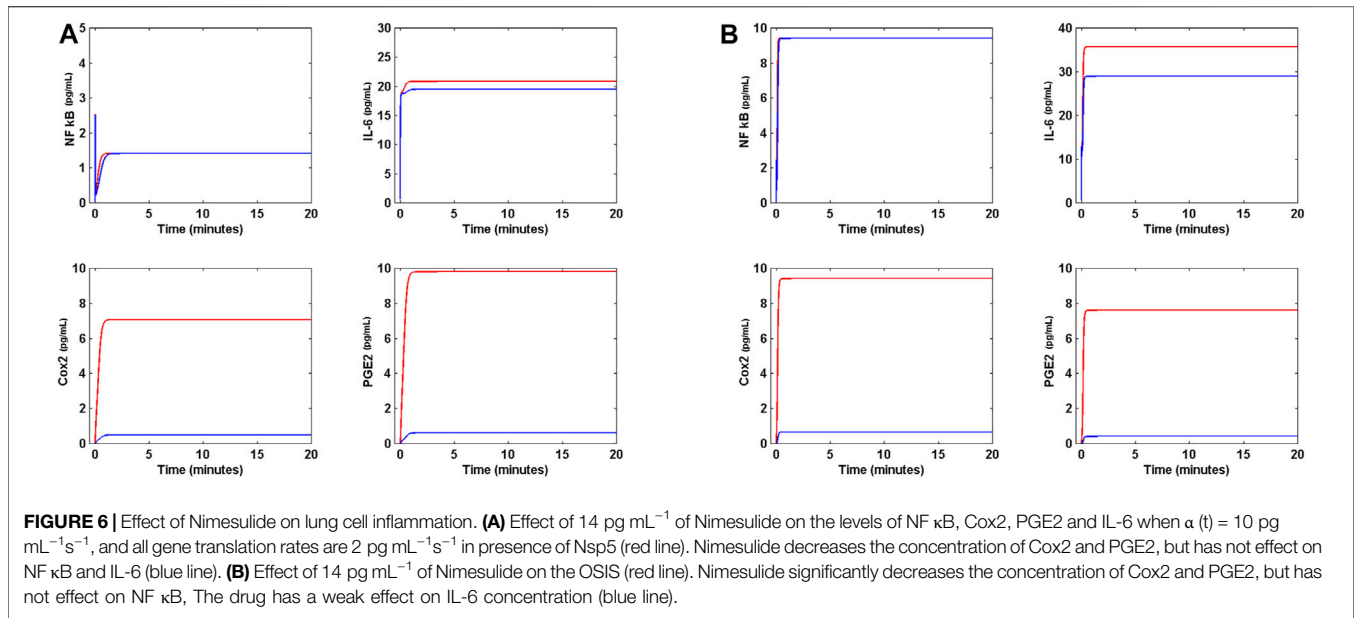 A
B
5
4
3
2
1
0
NF kB (pg/mL)
0 5 10 15 20
Time (minutes)
30
25
20
15
10
5
0
IL-6 (pg/mL)
0 5 10 15 20
Time (minutes)
10
8
6
4
2
0
NF kB (pg/mL)
0 5 10 15 20
Time (minutes)
40
30
20
10
0
IL-6 (pg/mL)
0 5 10 15 20
Time (minutes)
10
8
6
4
2
0
Cox2 (pg/mL)
0 5 10 15 20
Time (minutes)
10
8
6
4
2
0
PGE2 (pg/mL)
0 5 10 15 20
Time (minutes)
10
8
6
4
2
0
Cox2 (pg/mL)
0 5 10 15 20
Time (minutes)
10
8
6
4
2
0
PGE2 (pg/mL)
0 5 10 15 20
Time (minutes)
FIGURE 6 | Effect of Nimesulide on lung cell inflammation. (A) Effect of 14 pg mL⁻¹ of Nimesulide on the levels of NF κB, Cox2, PGE2 and IL-6 when α (t) = 10 pg
mL⁻¹s⁻¹, and all gene translation rates are 2 pg mL⁻¹s⁻¹ in presence of Nsp5 (red line). Nimesulide decreases the concentration of Cox2 and PGE2, but has not effect on
NF κB and IL-6 (blue line). (B) Effect of 14 pg mL⁻¹ of Nimesulide on the OSIS (red line). Nimesulide significantly decreases the concentration of Cox2 and PGE2, but has
not effect on NF κB, The drug has a weak effect on IL-6 concentration (blue line).